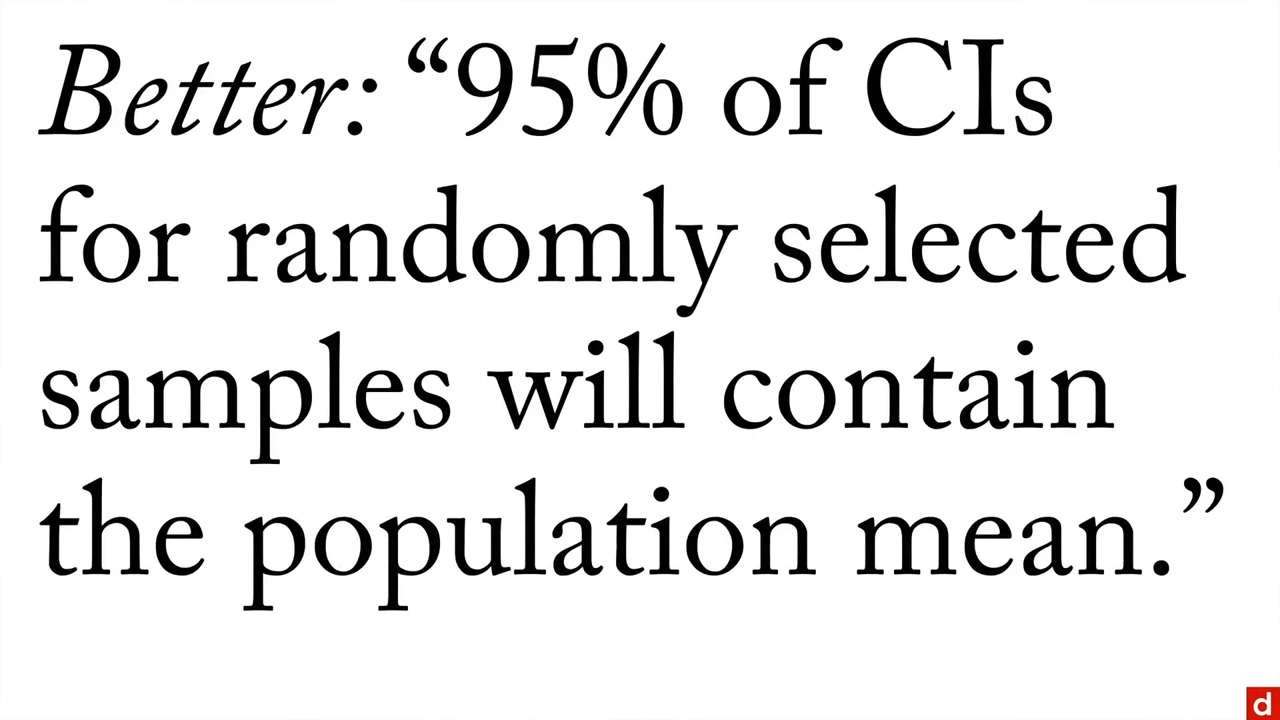 Better: “95% of CIs
for randomly selected
samples will contain
the population mean.”
d